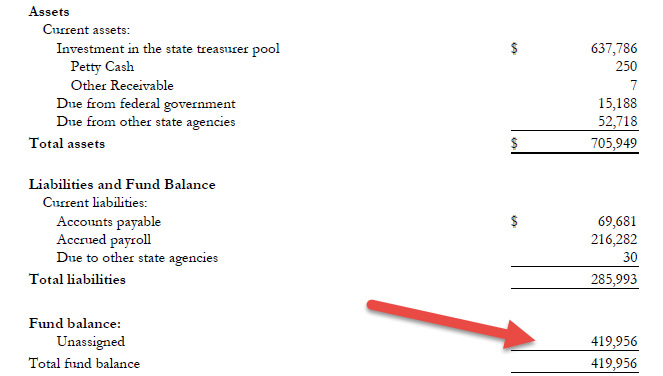 Assets
Current assets:
Investment in the state treasurer pool $ 637,786
Petty Cash 250
Other Receivable 7
Due from federal government 15,188
Due from other state agencies 52,718
Total assets $ 705,949
Liabilities and Fund Balance
Current liabilities:
Accounts payable $ 69,681
Accrued payroll 216,282
Due to other state agencies 30
Total liabilities 285,993
Fund balance:
Unassigned 419,956
Total fund balance 419,956